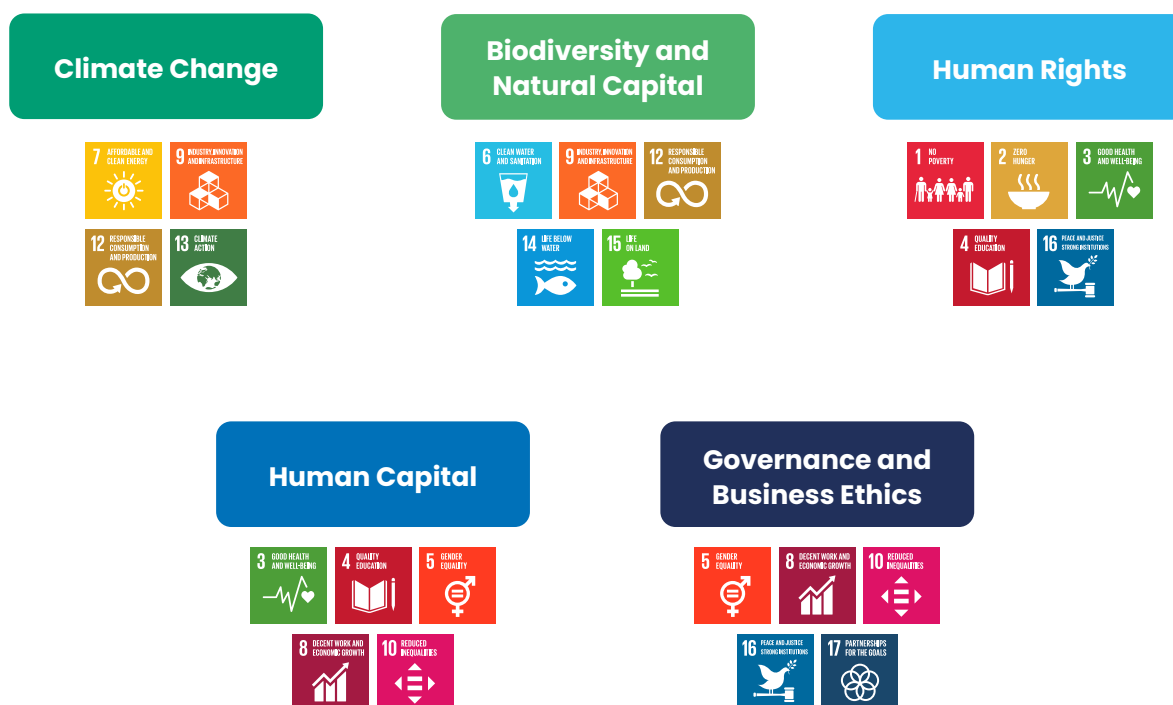 Climate Change
7 AFFORDABLE AND
CLEAN ENERGY
9 INDUSTRY, INNOVATION
AND INFRASTRUCTURE
12 RESPONSIBLE
CONSUMPTION
AND PRODUCTION
13 CLIMATE
ACTION
Biodiversity and
Natural Capital
6 CLEAN WATER
AND SANITATION
9 INDUSTRY, INNOVATION
AND INFRASTRUCTURE
12 RESPONSIBLE
CONSUMPTION
AND PRODUCTION
14 LIFE BELOW
WATER
15 LIFE
ON LAND
Human Rights
1 NO
POVERTY
2 ZERO
HUNGER
3 GOOD HEALTH
AND WELL-BEING
4 QUALITY
EDUCATION
16 PEACE AND JUSTICE
STRONG INSTITUTIONS
Human Capital
3 GOOD HEALTH
AND WELL-BEING
4 QUALITY
EDUCATION
5 GENDER
EQUALITY
8 DECENT WORK AND
ECONOMIC GROWTH
10 REDUCED
INEQUALITIES
Governance and
Business Ethics
5 GENDER
EQUALITY
8 DECENT WORK AND
ECONOMIC GROWTH
10 REDUCED
INEQUALITIES
16 PEACE AND JUSTICE
STRONG INSTITUTIONS
17 PARTNERSHIPS
FOR THE GOALS